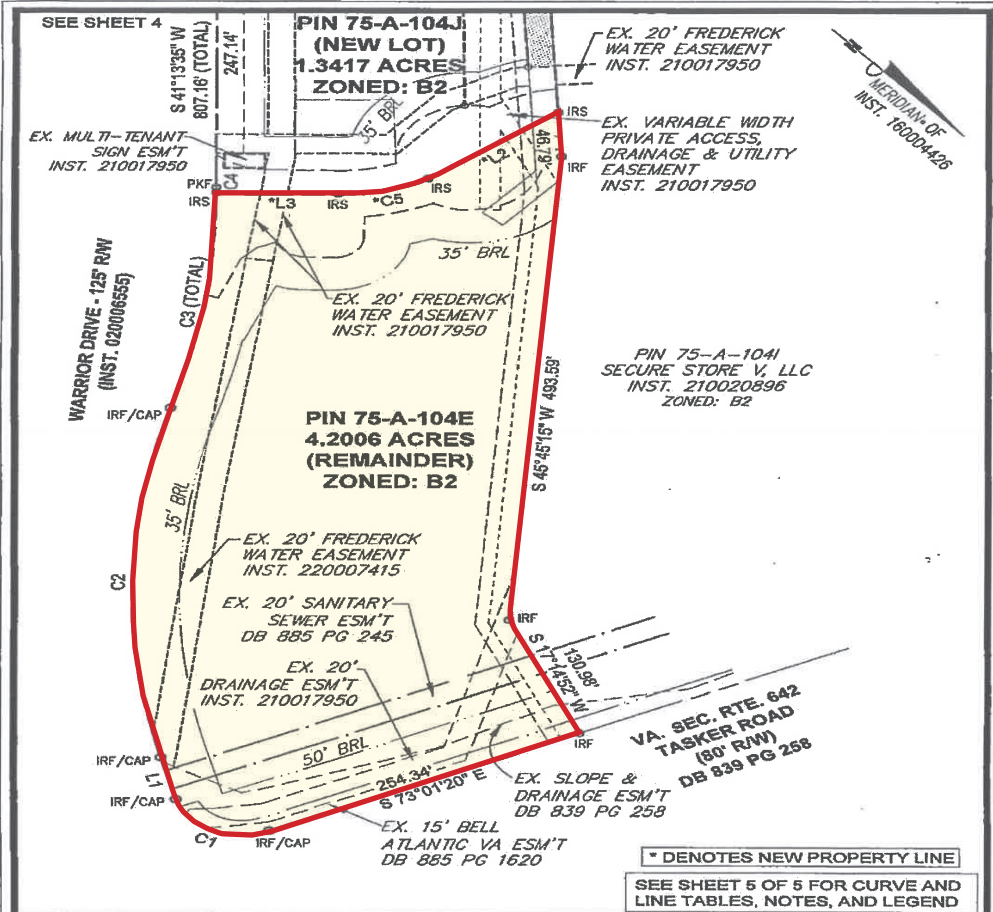 SEE SHEET 4
S 41°13'35" W
807.16' (TOTAL)
247.14'
PIN 75-A-104J
(NEW LOT)
1.3417 ACRES
ZONED: B2
EX. 20' FREDERICK
WATER EASEMENT
INST. 210017950
MERIDIAN OF
INST. 160004426
EX. MULTI-TENANT
SIGN ESM'T
INST. 210017950
35' BRL
IRS
EX. VARIABLE WIDTH
PRIVATE ACCESS,
DRAINAGE & UTILITY
EASEMENT
INST. 210017950
46.79'
IRF
PKF
IRS
C4
*L3
IRS
*C5
IRS
*L2
35' BRL
EX. 20' FREDERICK
WATER EASEMENT
INST. 210017950
C3 (TOTAL)
WARRIOR DRIVE - 125' R/W
(INST. 020006555)
PIN 75-A-104I
SECURE STORE V, LLC
INST. 210020896
ZONED: B2
S 45°45'15" W 493.59'
IRF/CAP
PIN 75-A-104E
4.2006 ACRES
(REMAINDER)
ZONED: B2
35' BRL
EX. 20' FREDERICK
WATER EASEMENT
INST. 220007415
C2
EX. 20' SANITARY
SEWER ESM'T
DB 885 PG 245
IRF
S 17°14'52" W
130.98'
EX. 20'
DRAINAGE ESM'T
INST. 210017950
VA. SEC. RTE. 642
TASKER ROAD
(80' R/W)
DB 839 PG 258
IRF
50' BRL
IRF/CAP
L1
IRF/CAP
254.34'
S 73°01'20" E
EX. SLOPE &
DRAINAGE ESM'T
DB 839 PG 258
C1
IRF/CAP
EX. 15' BELL
ATLANTIC VA ESM'T
DB 885 PG 1620
* DENOTES NEW PROPERTY LINE
SEE SHEET 5 OF 5 FOR CURVE AND
LINE TABLES, NOTES, AND LEGEND